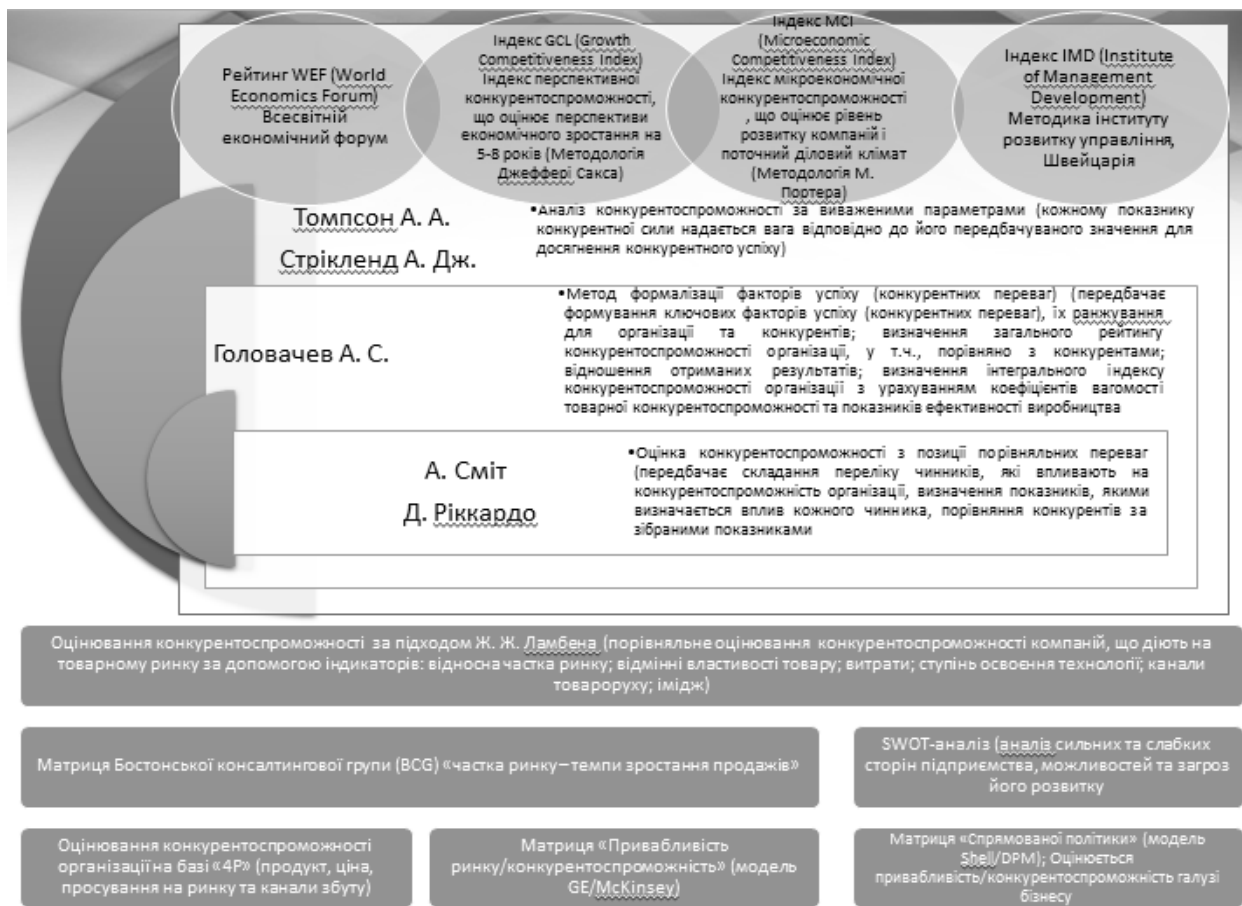 Рейтинг WEF (World
Economics Forum)
Всесвітній
економічний форум
Індекс GCL (Growth
Competitiveness Index)
Індекс перспективної
конкурентоспроможності,
що оцінює перспективи
економічного зростання на
5-8 років (Методологія
Джеффері Сакса)
Індекс MCI
(Microeconomic
Competitiveness Index)
Індекс мікроекономічної
конкурентоспроможності
, що оцінює рівень
розвитку компаній і
поточний діловий клімат
(Методологія М.
Портера)
Індекс IMD (Institute
of Management
Development)
Методика інституту
розвитку управління,
Швейцарія
Томпсон А. А.
Стрікленд А. Дж.
•Аналіз конкурентоспроможності за виваженими параметрами (кожному показнику
конкурентної сили надається вага відповідно до його передбачуваного значення для
досягнення конкурентного успіху)
Головачев А. С.
•Метод формалізації факторів успіху (конкурентних переваг) (передбачає
формування ключових факторів успіху (конкурентних переваг), їх ранжування
для організації та конкурентів; визначення загального рейтингу
конкурентоспроможності організації, у т.ч., порівняно з конкурентами;
відношення отриманих результатів; визначення інтегрального індексу
конкурентоспроможності організації з урахуванням коефіцієнтів вагомості
товарної конкурентоспроможності та показників ефективності виробництва
А. Сміт
Д. Ріккардо
•Оцінка конкурентоспроможності з позиції порівняльних переваг
(передбачає складання переліку чинників, які впливають на
конкурентоспроможність організації, визначення показників, якими
визначається вплив кожного чинника, порівняння конкурентів за
зібраними показниками
Оцінювання конкурентоспроможності за підходом Ж. Ж. Ламбена (порівняльне оцінювання конкурентоспроможності компаній, що діють на
товарному ринку за допомогою індикаторів: відносна частка ринку; відмінні властивості товару; витрати; ступінь освоєння технології; канали
товароруху; імідж)
Матриця Бостонської консалтингової групи (BCG) «частка ринку – темпи зростання продажів»
SWOT-аналіз (аналіз сильних та слабких
сторін підприємства, можливостей та загроз
його розвитку
Оцінювання конкурентоспроможності
організації на базі «4P» (продукт, ціна,
просування на ринку та канали збуту)
Матриця «Привабливість
ринку/конкурентоспроможність» (модель
GE/McKinsey)
Матриця «Спрямованої політики» (модель
Shell/DPM); Оцінюється
привабливість/конкурентоспроможність галузі
бізнесу